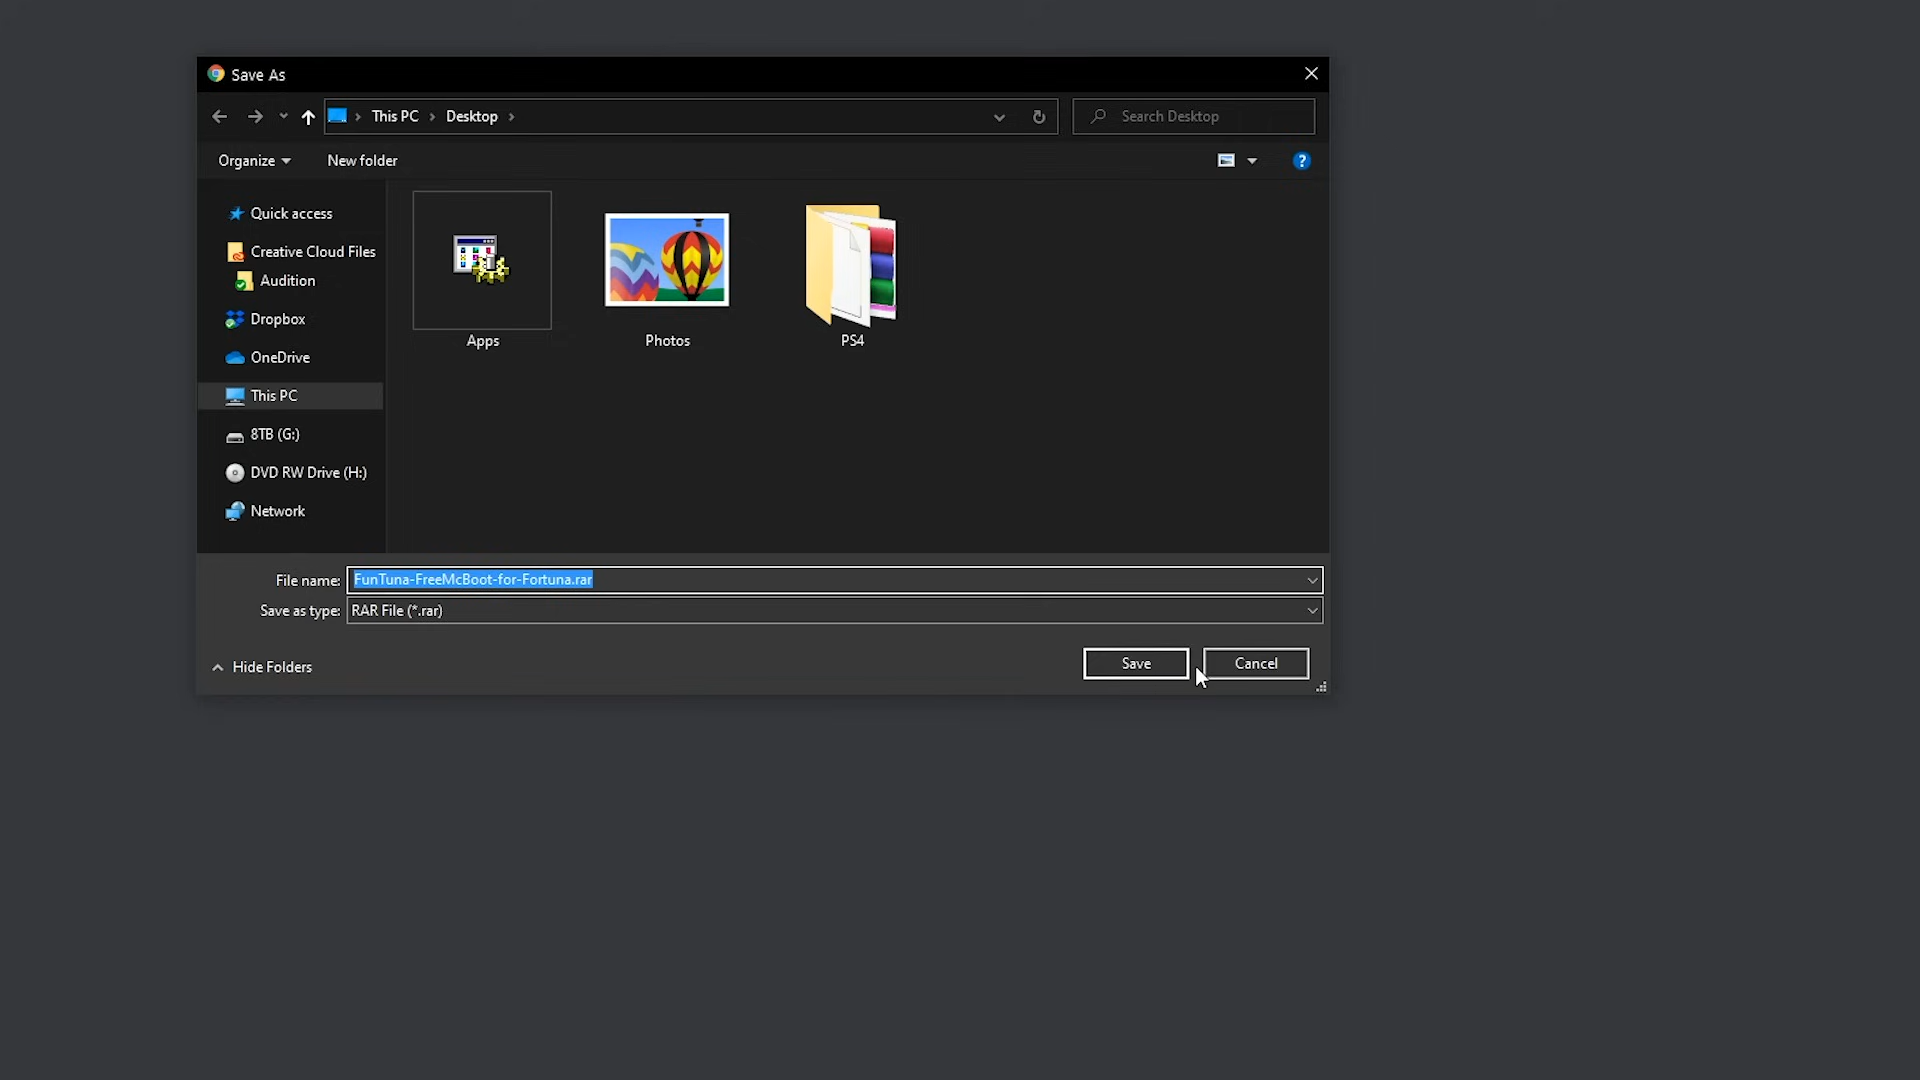 Save As
This PC
Desktop
Search Desktop
Organize
New folder
?
Quick access
Creative Cloud Files
Audition
Dropbox
OneDrive
This PC
8TB (G:)
DVD RW Drive (H:)
Network
Apps
Photos
PS4
File name: FunTuna-FreeMcBoot-for-Fortuna.rar
Save as type: RAR File (*.rar)
Hide Folders
Save
Cancel